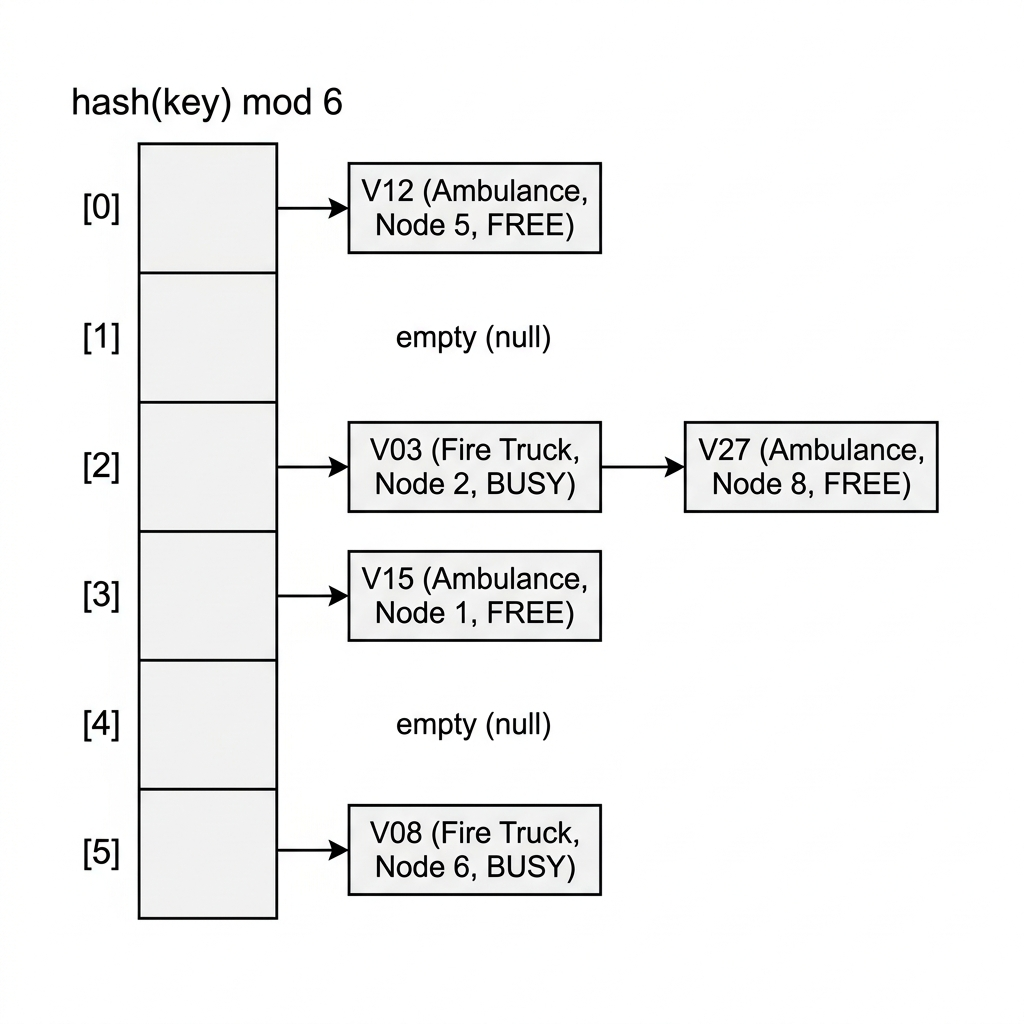 hash(key) mod 6
[0]
V12 (Ambulance,
Node 5, FREE)
[1]
empty (null)
[2]
V03 (Fire Truck,
Node 2, BUSY)
V27 (Ambulance,
Node 8, FREE)
[3]
V15 (Ambulance,
Node 1, FREE)
[4]
empty (null)
[5]
V08 (Fire Truck,
Node 6, BUSY)